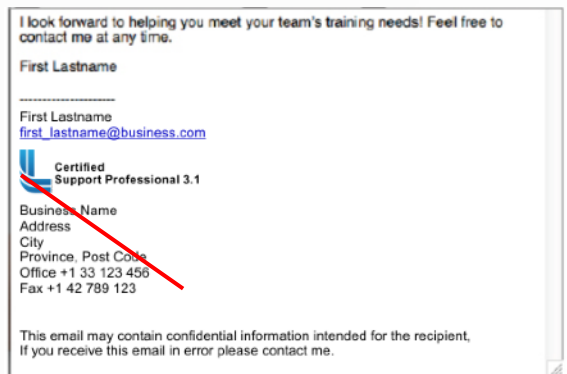 I look forward to helping you meet your team's training needs! Feel free to
contact me at any time.
First Lastname
---------------------
First Lastname
first_lastname@business.com
Certified
Support Professional 3.1
Business Name
Address
City
Province, Post Code
Office +1 33 123 456
Fax +1 42 789 123
This email may contain confidential information intended for the recipient,
If you receive this email in error please contact me.